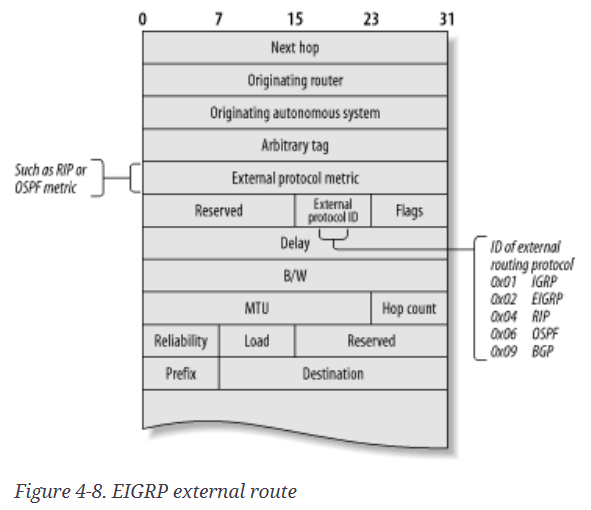 0 7 15 23 31
Next hop
Originating router
Originating autonomous system
Arbitrary tag
Such as RIP or
OSPF metric
External protocol metric
Reserved
External
protocol ID
Flags
Delay
ID of external
routing protocol
0x01 IGRP
0x02 EIGRP
0x04 RIP
0x06 OSPF
0x09 BGP
B/W
MTU
Hop count
Reliability
Load
Reserved
Prefix
Destination
Figure 4-8. EIGRP external route